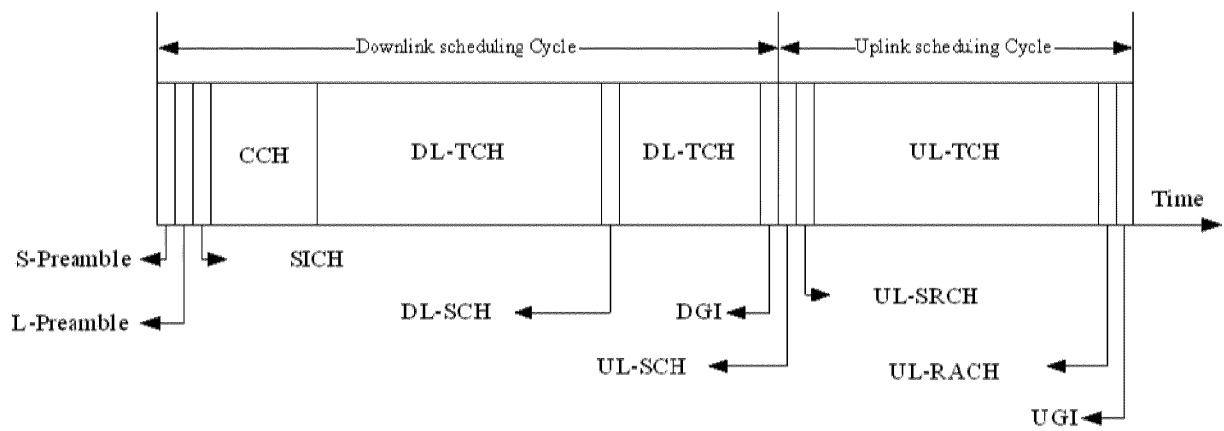 Downlink scheduling Cycle
Uplink scheduling Cycle
CCH
DL-TCH
DL-TCH
UL-TCH
Time
S-Preamble
SICH
L-Preamble
DL-SCH
DGI
UL-SRCH
UL-SCH
UL-RACH
UGI